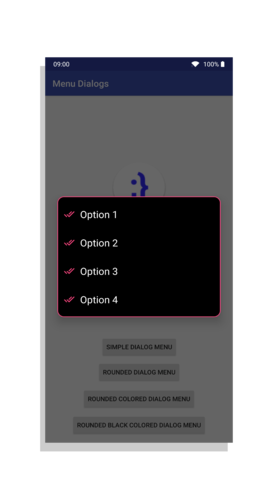 09:00 100%
Menu Dialogs
:}
Option 1
Option 2
Option 3
Option 4
SIMPLE DIALOG MENU
ROUNDED DIALOG MENU
ROUNDED COLORED DIALOG MENU
ROUNDED BLACK COLORED DIALOG MENU